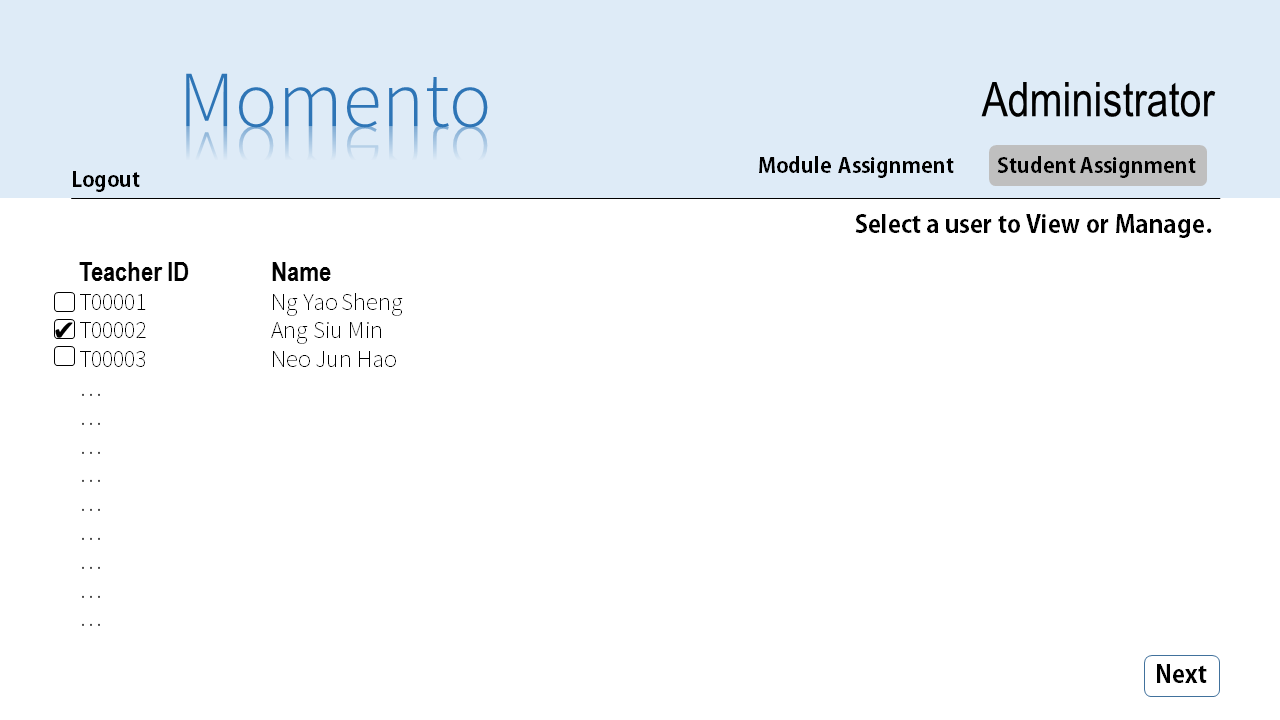 Momento
Administrator
Logout
Module Assignment
Student Assignment
Select a user to View or Manage.
Teacher ID Name
T00001 Ng Yao Sheng
T00002 Ang Siu Min
T00003 Neo Jun Hao
...
...
...
...
...
...
...
...
...
Next